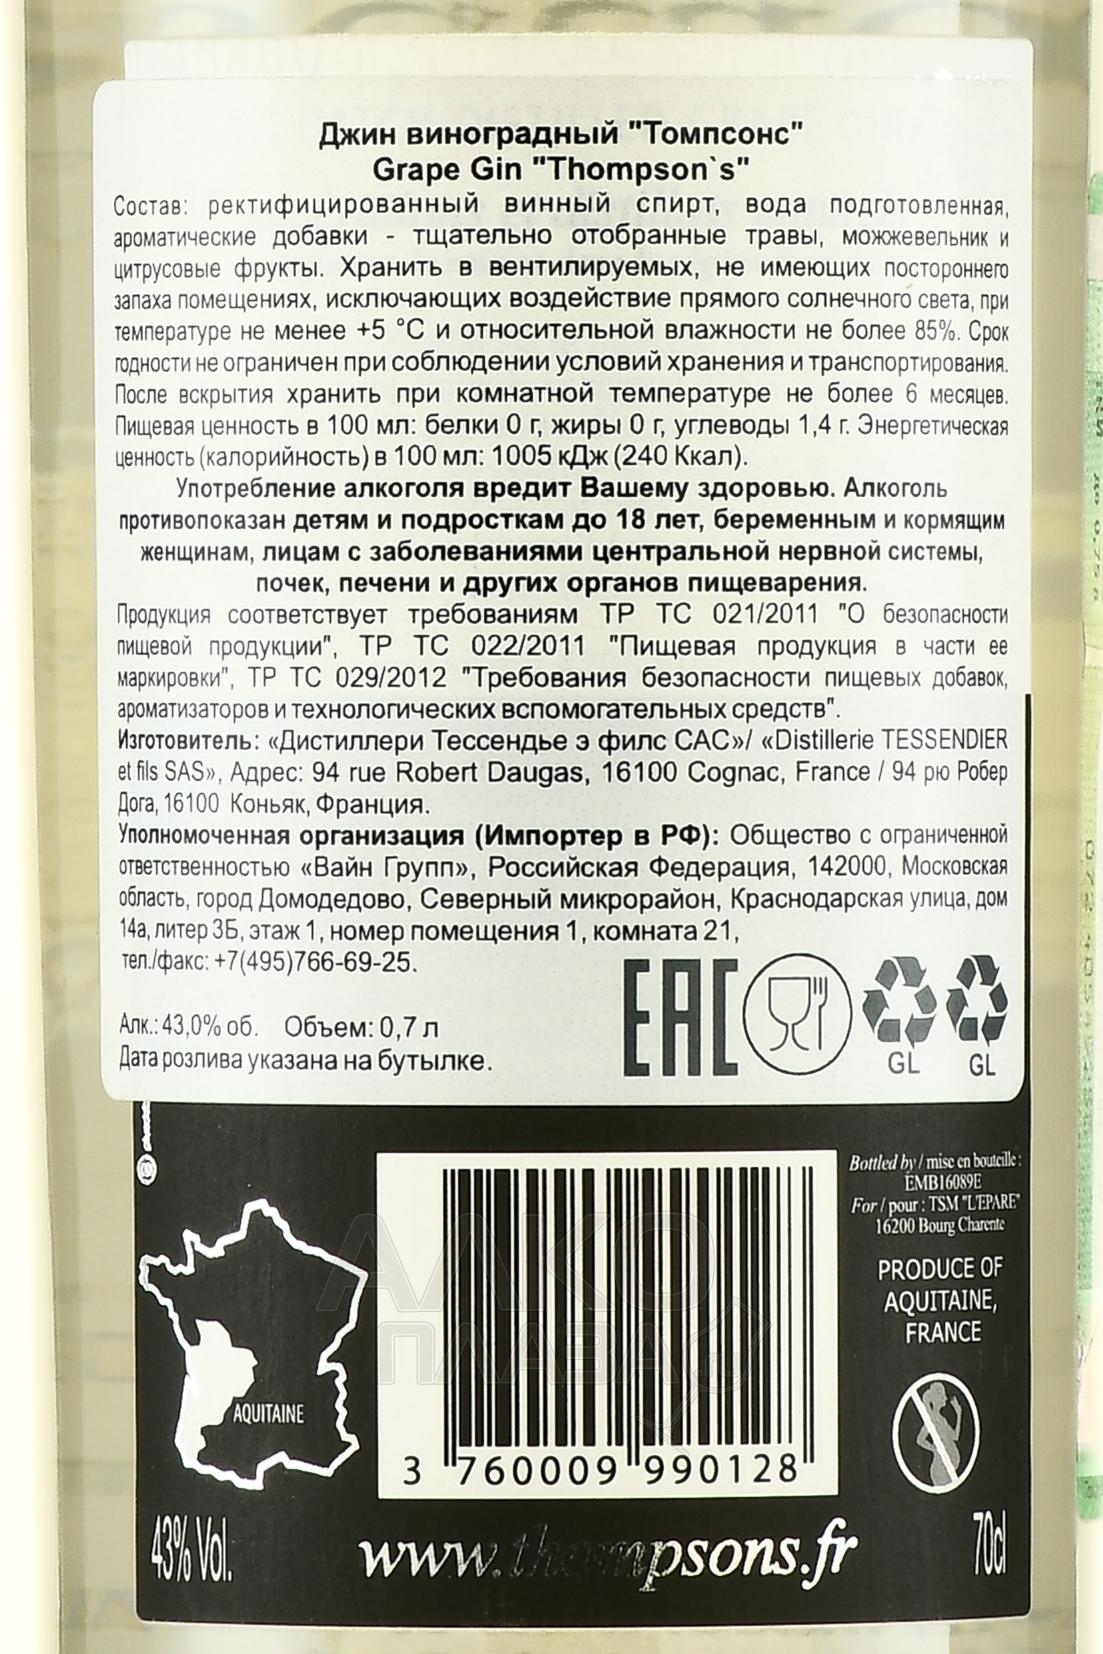 Джин виноградный "Томпсонс"
Grape Gin "Thompson`s"
Состав: ректифицированный винный спирт, вода подготовленная,
ароматические добавки - тщательно отобранные травы, можжевельник и
цитрусовые фрукты. Хранить в вентилируемых, не имеющих постороннего
запаха помещениях, исключающих воздействие прямого солнечного света, при
температуре не менее +5 °С и относительной влажности не более 85%. Срок
годности не ограничен при соблюдении условий хранения и транспортирования.
После вскрытия хранить при комнатной температуре не более 6 месяцев.
Пищевая ценность в 100 мл: белки 0 г, жиры 0 г, углеводы 1,4 г. Энергетическая
ценность (калорийность) в 100 мл: 1005 кДж (240 Ккал).
Употребление алкоголя вредит Вашему здоровью. Алкоголь
противопоказан детям и подросткам до 18 лет, беременным и кормящим
женщинам, лицам с заболеваниями центральной нервной системы,
почек, печени и других органов пищеварения.
Продукция соответствует требованиям ТР ТС 021/2011 "О безопасности
пищевой продукции", ТР ТС 022/2011 "Пищевая продукция в части ее
маркировки", ТР ТС 029/2012 "Требования безопасности пищевых добавок,
ароматизаторов и технологических вспомогательных средств".
Изготовитель: «Дистиллери Тессендье э филс САС»/ «Distillerie TESSENDIER
et fils SAS», Адрес: 94 rue Robert Daugas, 16100 Cognac, France / 94 рю Робер
Дога, 16100 Коньяк, Франция.
Уполномоченная организация (Импортер в РФ): Общество с ограниченной
ответственностью «Вайн Групп», Российская Федерация, 142000, Московская
область, город Домодедово, Северный микрорайон, Краснодарская улица, дом
14а, литер 3Б, этаж 1, номер помещения 1, комната 21,
тел./факс: +7(495)766-69-25.
Алк.: 43,0% об. Объем: 0,7 л
Дата розлива указана на бутылке.
EAC
GL GL
Bottled by / mise en bouteille :
EMB16089E
For / pour : TSM "L'EPARE"
16200 Bourg Charente
PRODUCE OF
AQUITAINE,
FRANCE
AQUITAINE
АЛКО
ПЛАЗА.ru
3 760009 990128
43% Vol.
www.thompsons.fr
70cl